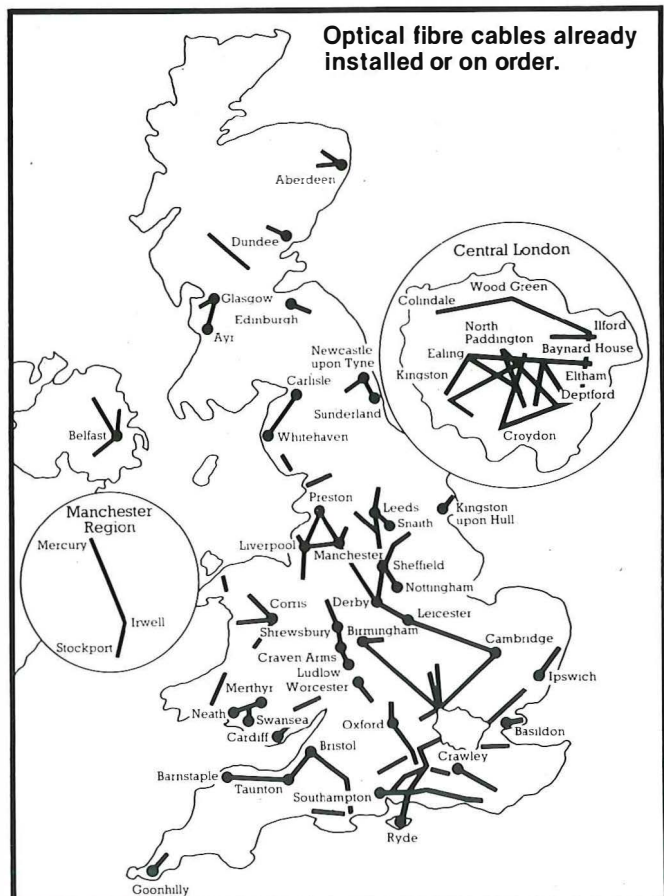 Optical fibre cables already
installed or on order.
Aberdeen
Dundee
Central London
Wood Green
Colindale
Glasgow
Edinburgh
Ayr
North
Paddington
Ilford
Baynard House
Ealing
Kingston
Eltham
Deptford
Croydon
Newcastle
upon Tyne
Carlisle
Sunderland
Belfast
Whitehaven
Preston
Leeds
Snaith
Kingston
upon Hull
Manchester
Region
Mercury
Irwell
Stockport
Liverpool
Manchester
Sheffield
Nottingham
Corris
Derby
Leicester
Shrewsbury
Birmingham
Cambridge
Craven Arms
Ludlow
Worcester
Ipswich
Merthyr
Neath
Swansea
Cardiff
Oxford
Basildon
Bristol
Crawley
Barnstaple
Taunton
Southampton
Ryde
Goonhilly